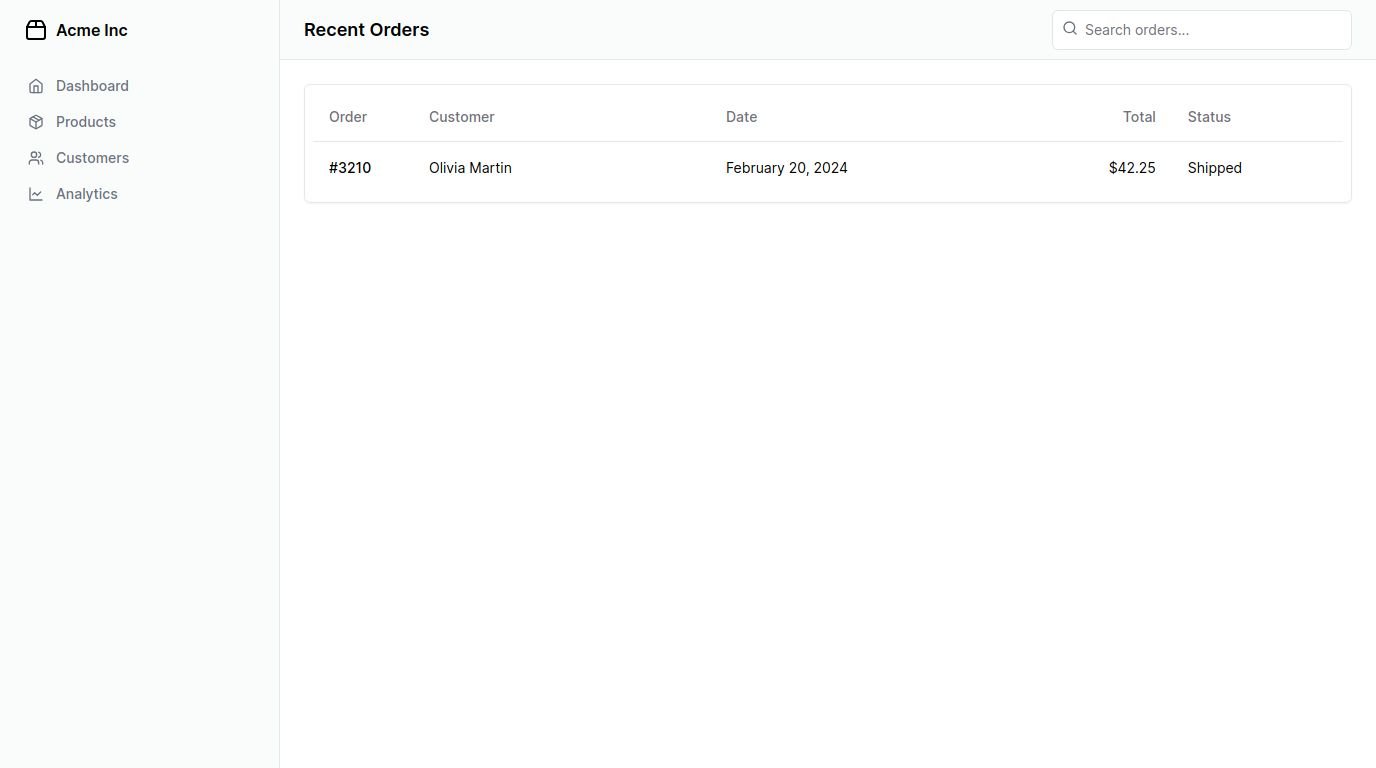 Acme Inc
Dashboard
Products
Customers
Analytics
Recent Orders
Search orders...
Order Customer Date Total Status
#3210 Olivia Martin February 20, 2024 $42.25 Shipped